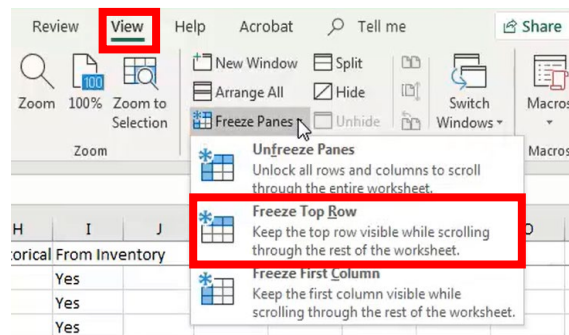 Review View Help Acrobat Tell me Share
New Window Split
Arrange All Hide
Zoom 100% Zoom to Selection
Freeze Panes Unhide
Switch Windows
Macros
Zoom
Macros
Unfreeze Panes
Unlock all rows and columns to scroll
through the entire worksheet.
Freeze Top Row
Keep the top row visible while scrolling
through the rest of the worksheet.
Freeze First Column
Keep the first column visible while
scrolling through the rest of the worksheet.
H I J O
torical From Inventory
Yes
Yes
Yes